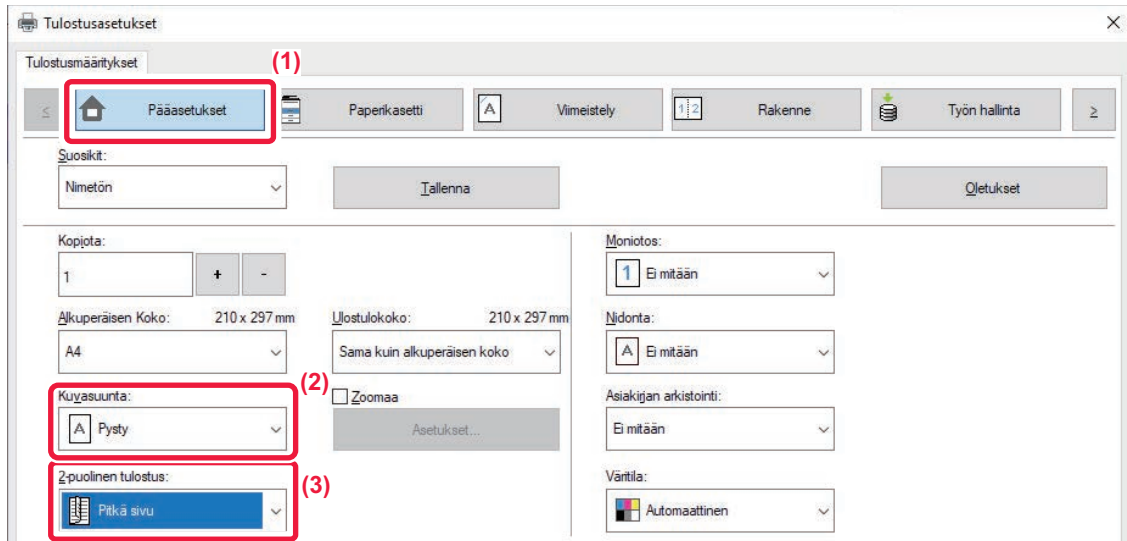 Tulostusasetukset
Tulostusmääritykset
(1)
< Pääasetukset Paperikasetti Viimeistely Rakenne Työn hallinta >
Suosikit:
Nimetön Tallenna Oletukset
Kopiota: Moniotos:
1 + - 1 Ei mitään
Alkuperäisen Koko: 210 x 297 mm Ulostulokoko: 210 x 297 mm Nidonta:
A4 Sama kuin alkuperäisen koko A Ei mitään
(2)
Kuvasuunta: Zoomaa Asiakirjan arkistointi:
A Pysty Asetukset... Ei mitään
2-puolinen tulostus: (3) Väritila:
Pitkä sivu Automaattinen